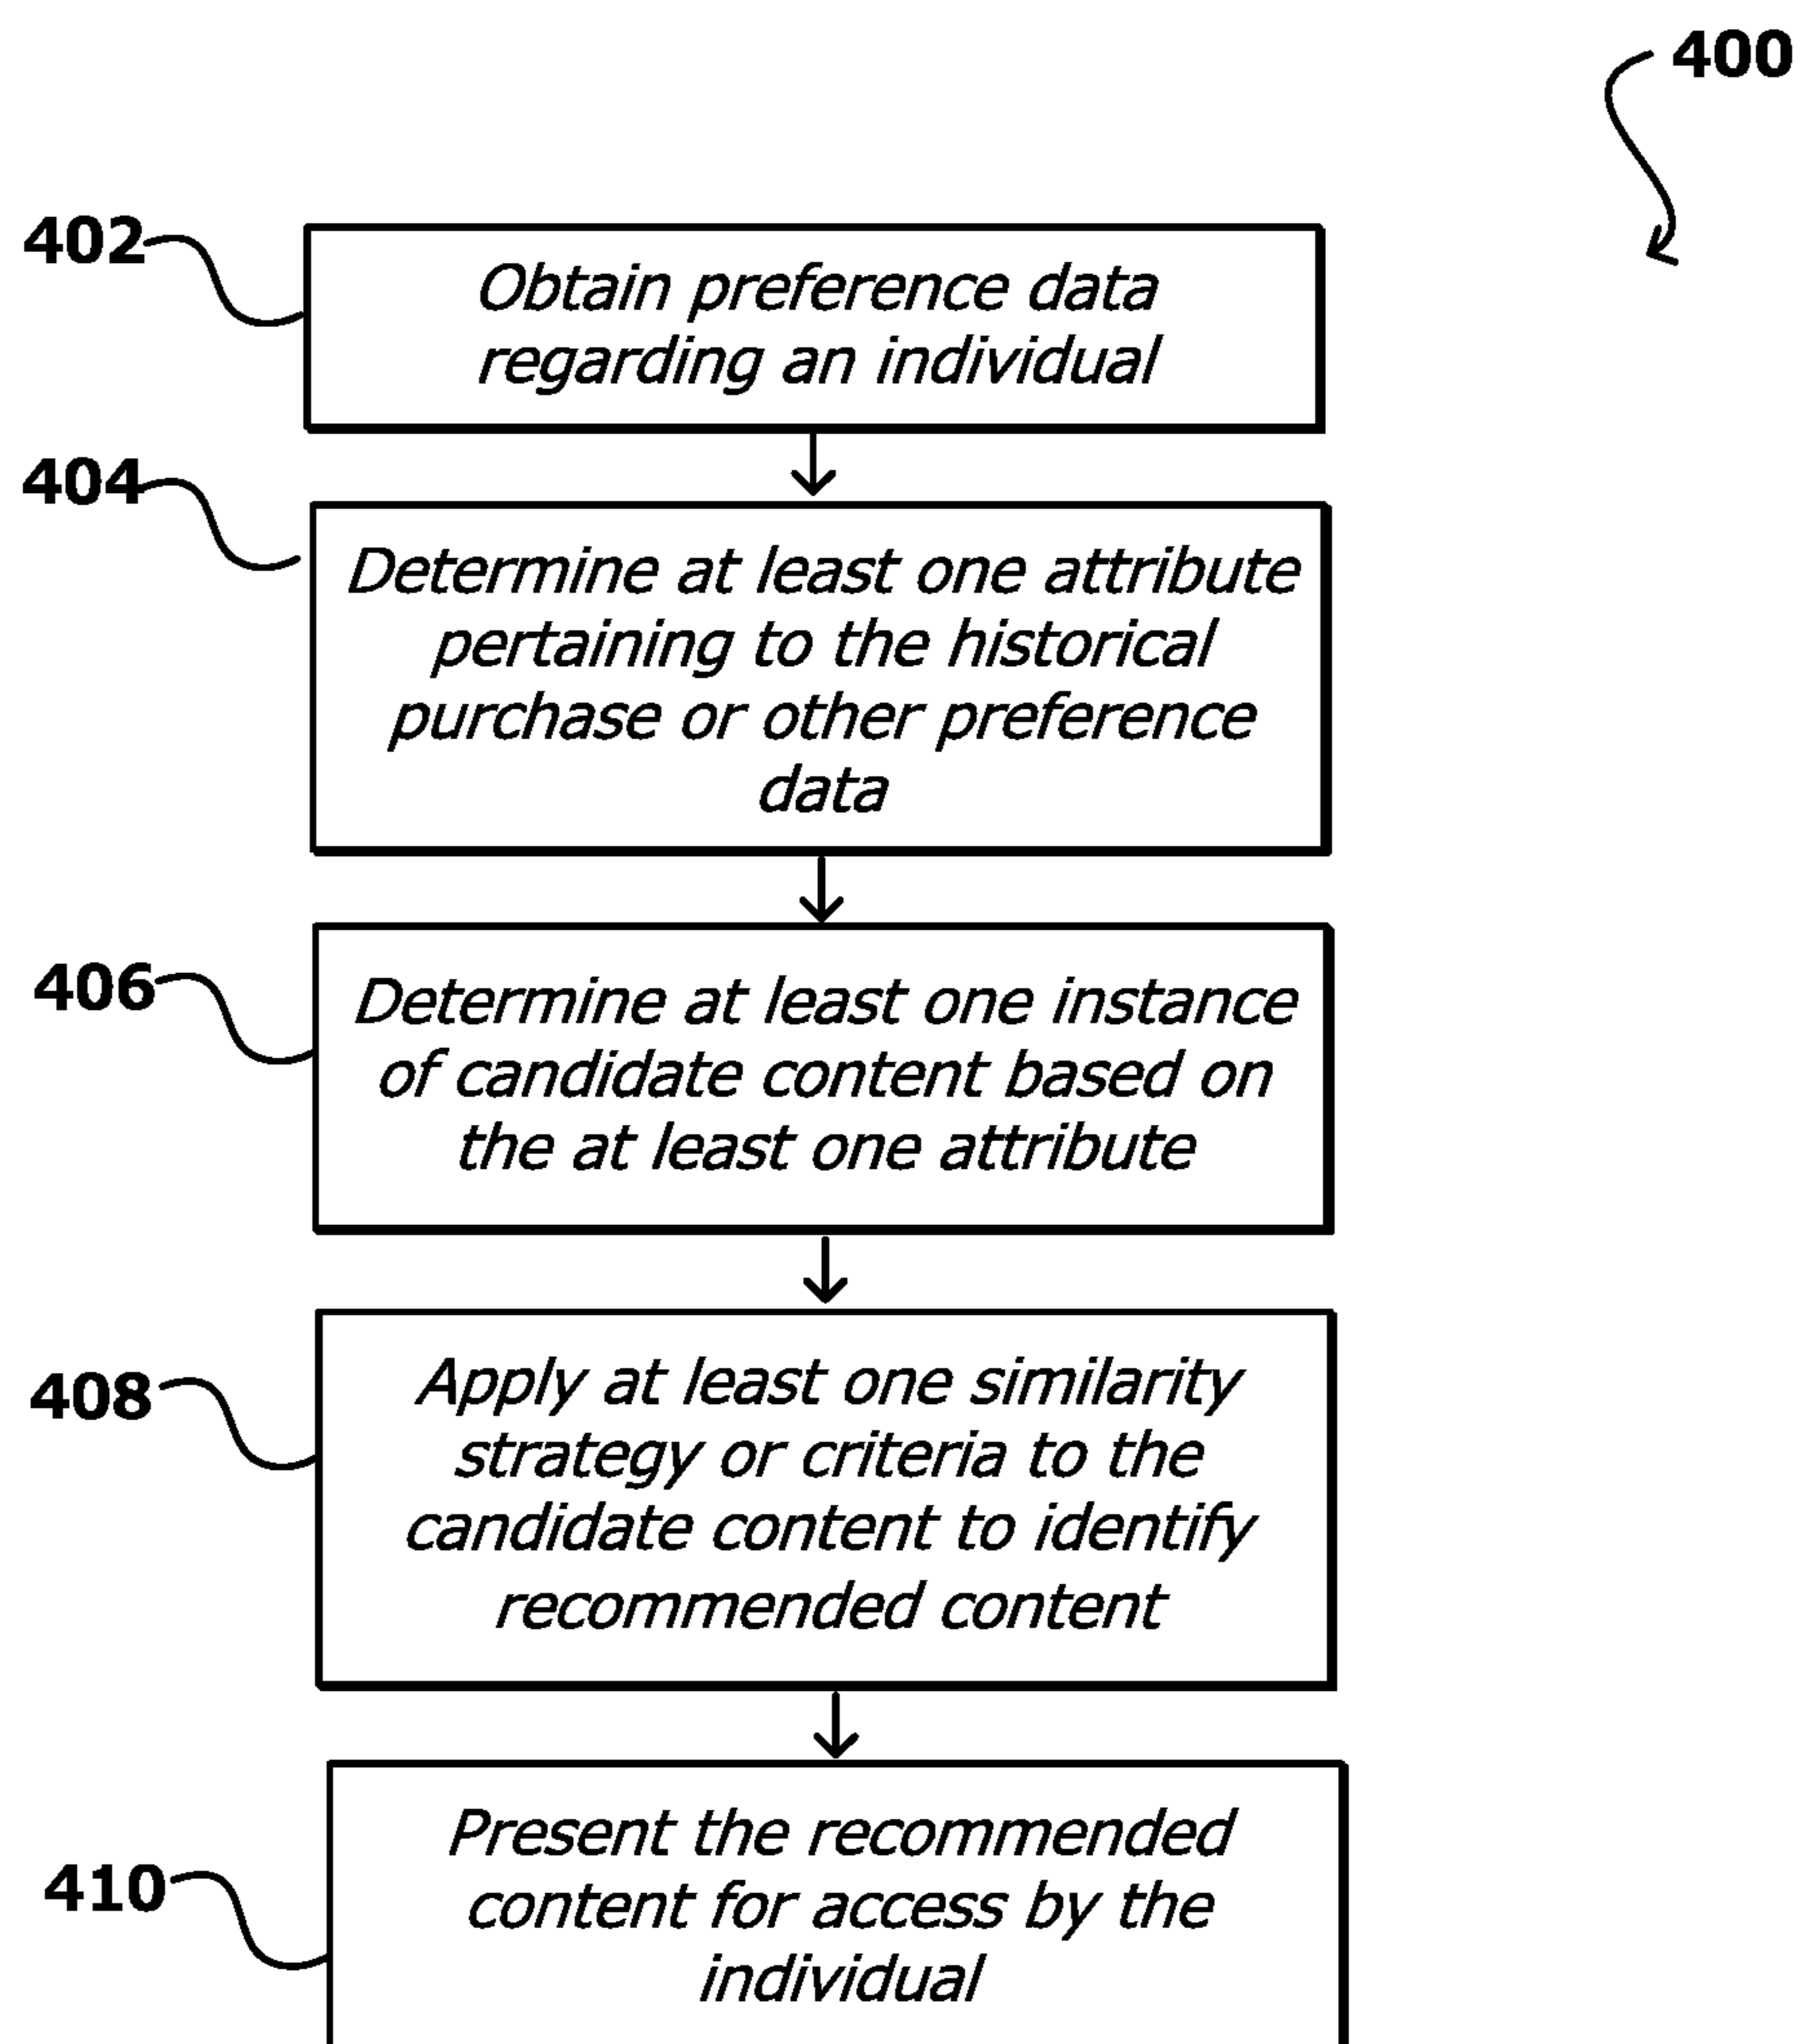 400
402
Obtain preference data
regarding an individual
404
Determine at least one attribute
pertaining to the historical
purchase or other preference
data
406
Determine at least one instance
of candidate content based on
the at least one attribute
408
Apply at least one similarity
strategy or criteria to the
candidate content to identify
recommended content
410
Present the recommended
content for access by the
individual